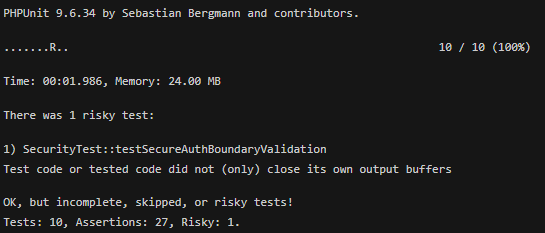 PHPUnit 9.6.34 by Sebastian Bergmann and contributors.
.......R.. 10 / 10 (100%)
Time: 00:01.986, Memory: 24.00 MB
There was 1 risky test:
1) SecurityTest::testSecureAuthBoundaryValidation
Test code or tested code did not (only) close its own output buffers
OK, but incomplete, skipped, or risky tests!
Tests: 10, Assertions: 27, Risky: 1.